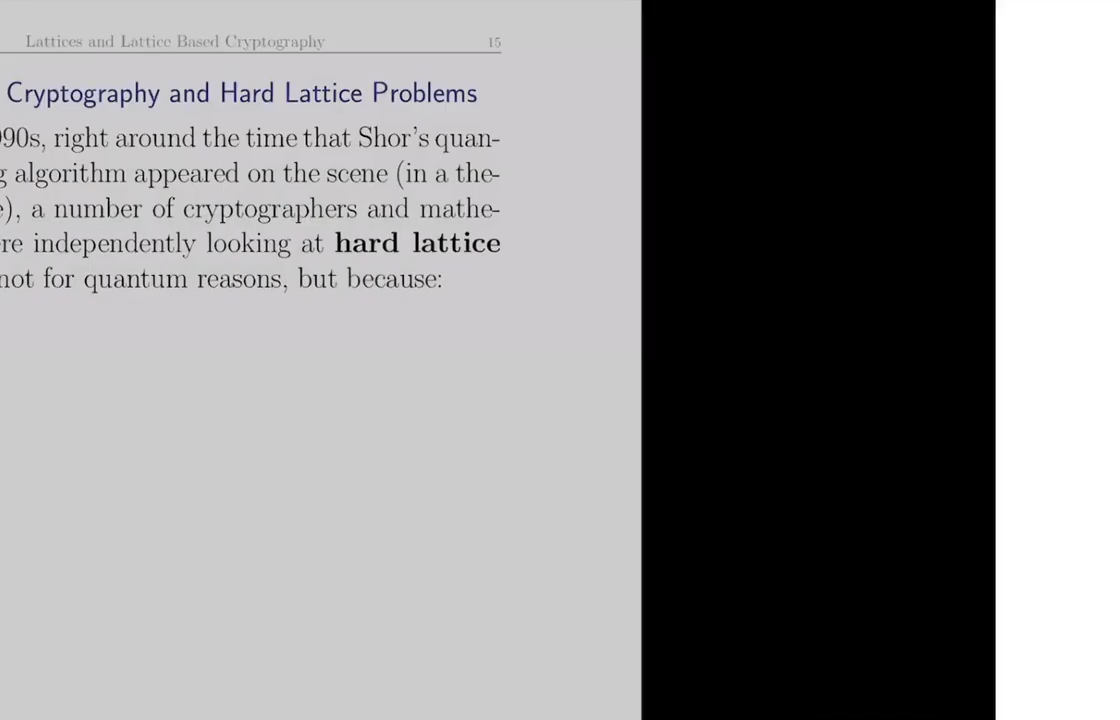 Lattices and Lattice Based Cryptography 15
Cryptography and Hard Lattice Problems
90s, right around the time that Shor's quan-
g algorithm appeared on the scene (in a the-
e), a number of cryptographers and mathe-
re independently looking at hard lattice
not for quantum reasons, but because: